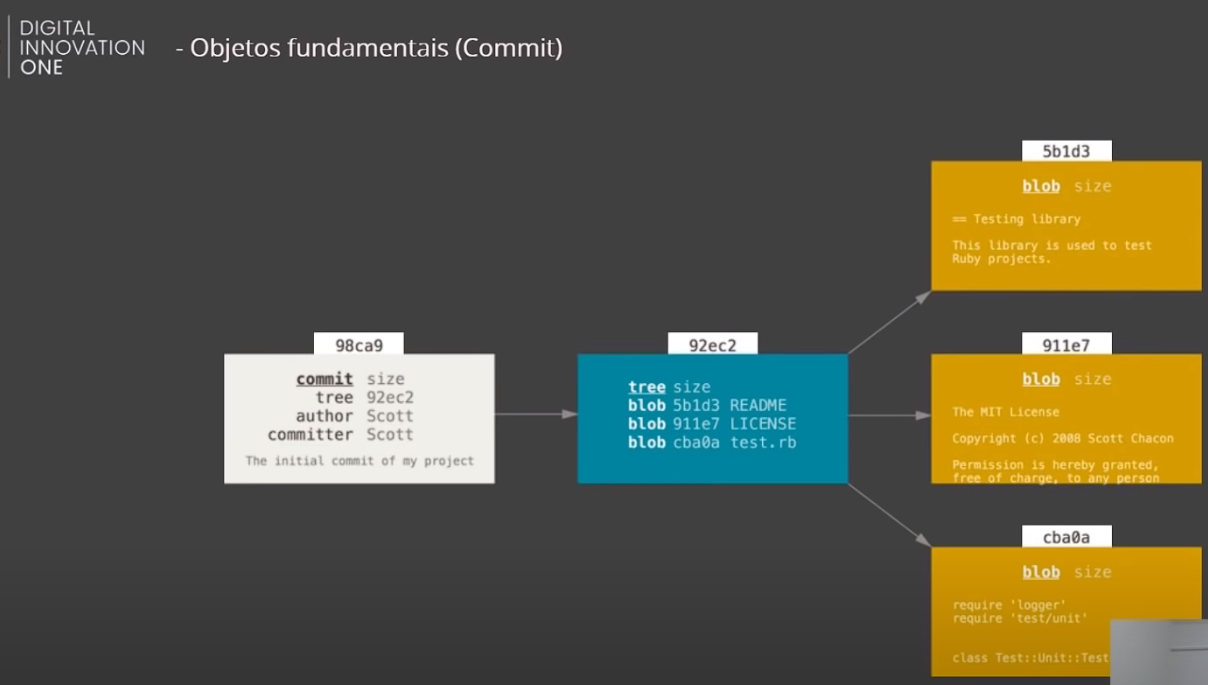 DIGITAL
INNOVATION
ONE
- Objetos fundamentais (Commit)
98ca9
commit size
tree 92ec2
author Scott
committer Scott
The initial commit of my project
92ec2
tree size
blob 5b1d3 README
blob 911e7 LICENSE
blob cba0a test.rb
5b1d3
blob size
== Testing library
This library is used to test
Ruby projects.
911e7
blob size
The MIT License
Copyright (c) 2008 Scott Chacon
Permission is hereby granted,
free of charge, to any person
cba0a
blob size
require 'logger'
require 'test/unit'
class Test::Unit::Test